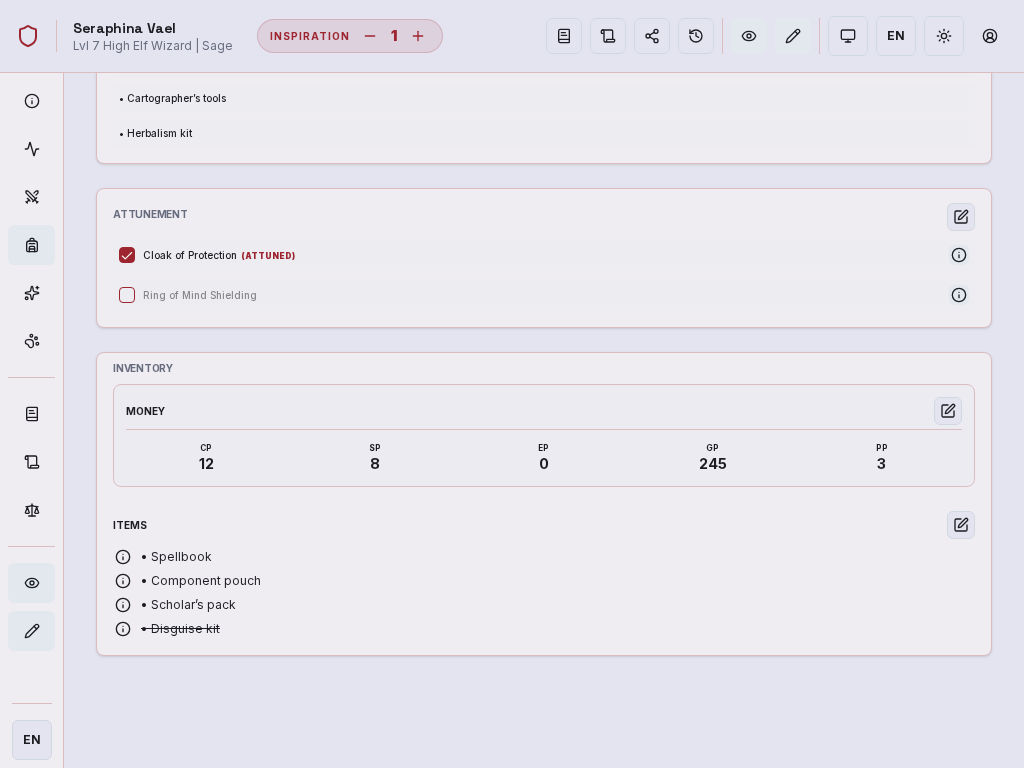 Seraphina Vael
Lvl 7 High Elf Wizard | Sage
INSPIRATION
1
EN
• Cartographer's tools
• Herbalism kit
ATTUNEMENT
Cloak of Protection (ATTUNED)
Ring of Mind Shielding
INVENTORY
MONEY
CP SP EP GP PP
12 8 0 245 3
ITEMS
• Spellbook
• Component pouch
• Scholar's pack
• Disguise kit
EN